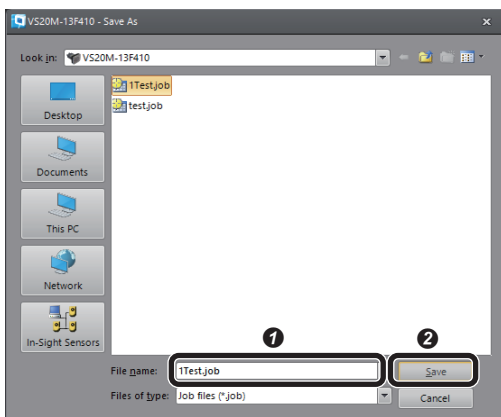 VS20M-13F410 - Save As
Look in: VS20M-13F410
1Test.job
test.job
Desktop
Documents
This PC
Network
In-Sight Sensors
1
2
File name: 1Test.job Save
Files of type: Job files (*.job) Cancel